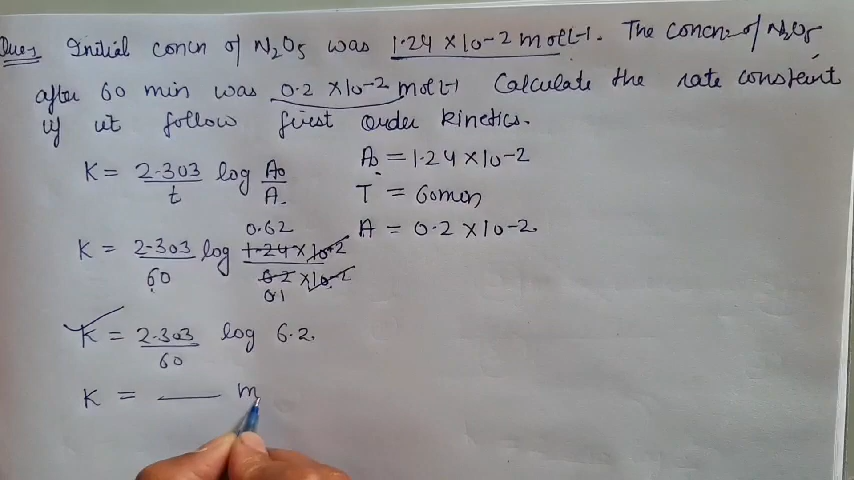 Ques Initial concn of N2O5 was 1.24 × 10-2 mol L-1. The concn of N2O5
after 60 min was 0.2 × 10-2 mol L-1 Calculate the rate constant
if it follow first Order kinetics.
K = 2.303/t log A0/A.
A0 = 1.24 × 10-2
T = 60 min
A = 0.2 × 10-2.
0.62
K = 2.303/60 log 1.24 × 10-2/0.2 × 10-2
0.1
K = 2.303/60 log 6.2.
K = ___ m